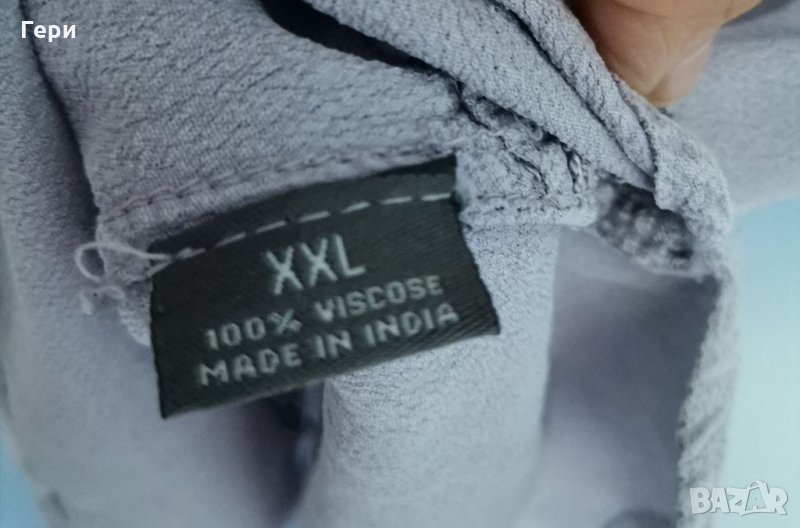 Гери
XXL
100% VISCOSE
MADE IN INDIA
BAZAR